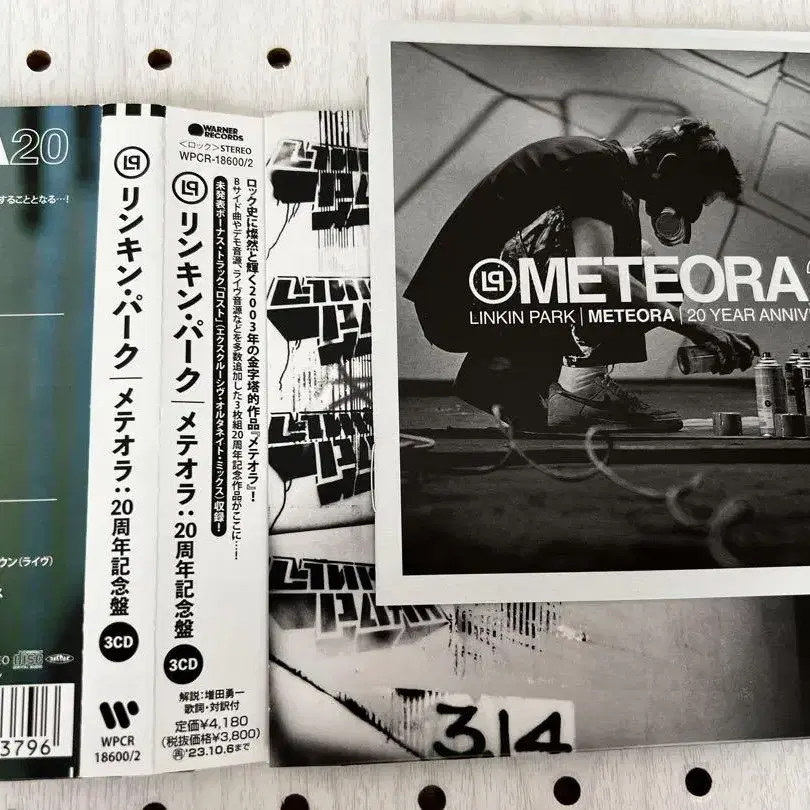 A20
することとなる…!
ウン(ライヴ)
3796
リンキン・パーク|メテオラ:20周年記念盤
3CD
WPCR
18600/2
WARNER
RECORDS
<ロック>STEREO
WPCR-18600/2
リンキン・パーク|メテオラ:20周年記念盤
3CD
ロック史に燦然と輝く2003年の金字塔的作品『メテオラ』!
Bサイド曲やデモ音源、ライヴ音源などを多数追加した3枚組20周年記念作品がここに…!
未発表ボーナス・トラック「ロスト」(エクスクルーシヴ・オルタネイト・ミックス)収録!
解説:増田勇一
歌詞・対訳付
定価¥4,180
(税抜価格¥3,800)
再'23.10.6まで
METEORA
LINKIN PARK | METEORA | 20 YEAR ANNIV
LINKIN
PARK
LINKIN
PARK
LINKIN
PARK
LINKIN
PARK
314